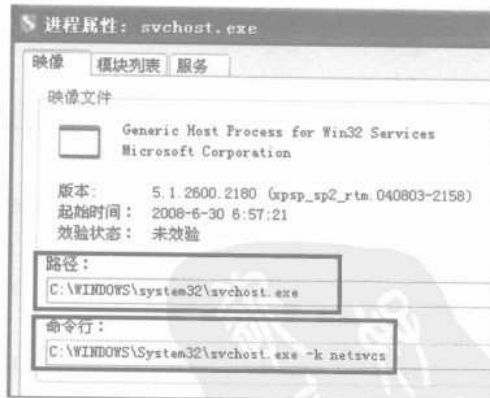 进程属性: svchost.exe
映像 模块列表 服务
映像文件
Generic Host Process for Win32 Services
Microsoft Corporation
版本: 5.1.2600.2180 (xpsp_sp2_rtm.040803-2158)
起始时间: 2008-6-30 6:57:21
效验状态: 未效验
路径:
C:\WINDOWS\system32\svchost.exe
命令行:
C:\WINDOWS\System32\svchost.exe -k netsvcs